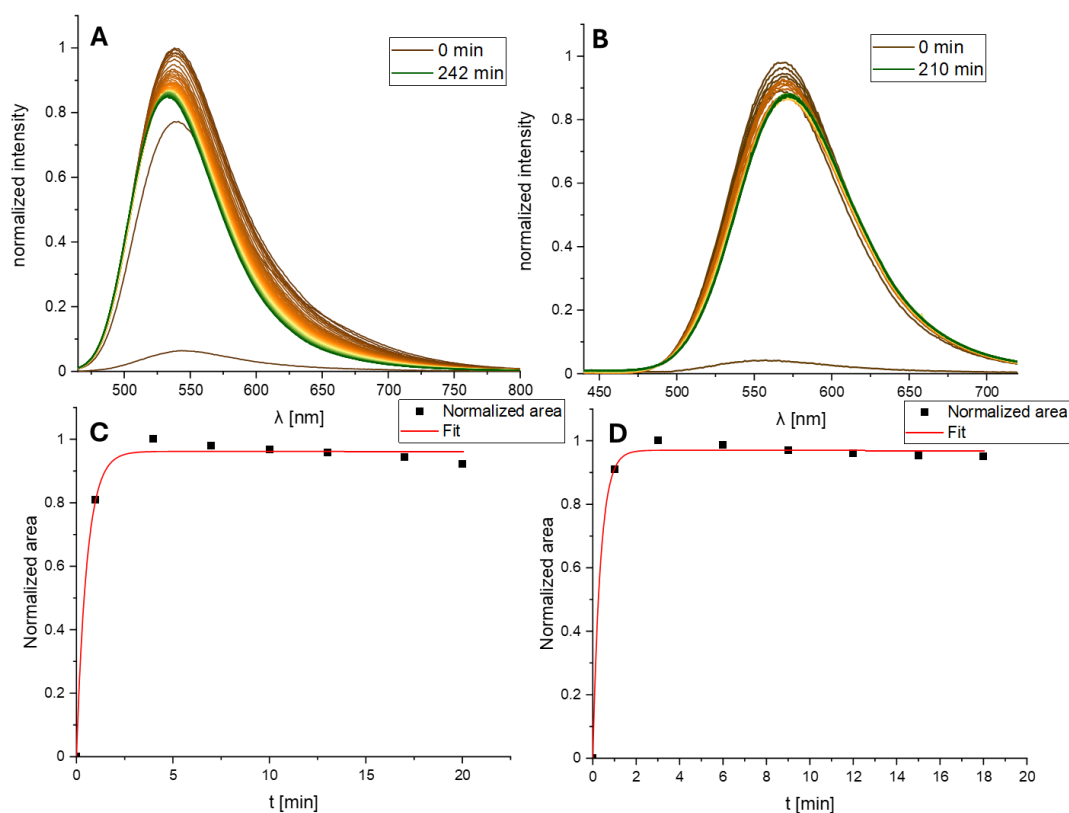 A
0 min
242 min
normalized intensity
1
0.8
0.6
0.4
0.2
0
500
550
600
650
700
750
800
λ [nm]
B
0 min
210 min
normalized intensity
1
0.8
0.6
0.4
0.2
0
450
500
550
600
650
700
λ [nm]
C
Normalized area
Fit
Normalized area
1
0.8
0.6
0.4
0.2
0
0
5
10
15
20
t [min]
D
Normalized area
Fit
Normalized area
1
0.8
0.6
0.4
0.2
0
0
2
4
6
8
10
12
14
16
18
20
t [min]